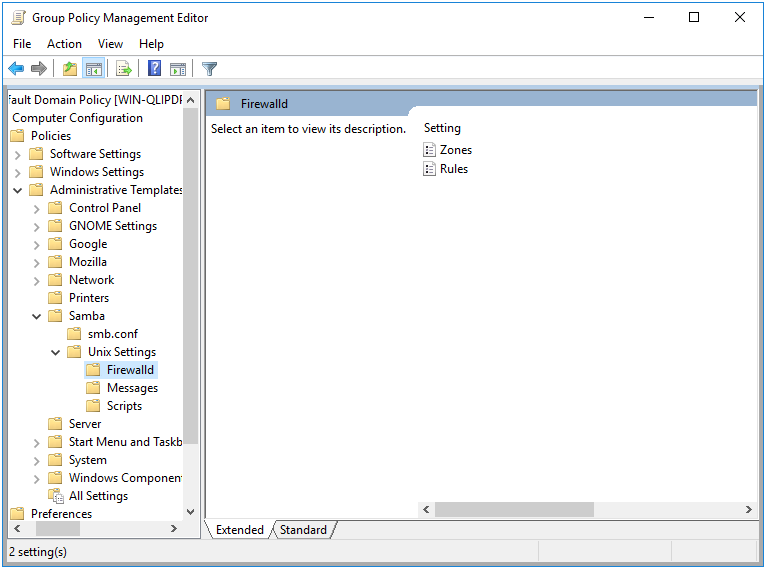 Group Policy Management Editor
File Action View Help
fault Domain Policy [WIN-QLIPDF
Computer Configuration
Policies
Software Settings
Windows Settings
Administrative Templates
Control Panel
GNOME Settings
Google
Mozilla
Network
Printers
Samba
smb.conf
Unix Settings
Firewalld
Messages
Scripts
Server
Start Menu and Taskb
System
Windows Componen
All Settings
Preferences
Firewalld
Select an item to view its description.
Setting
Zones
Rules
Extended Standard
2 setting(s)